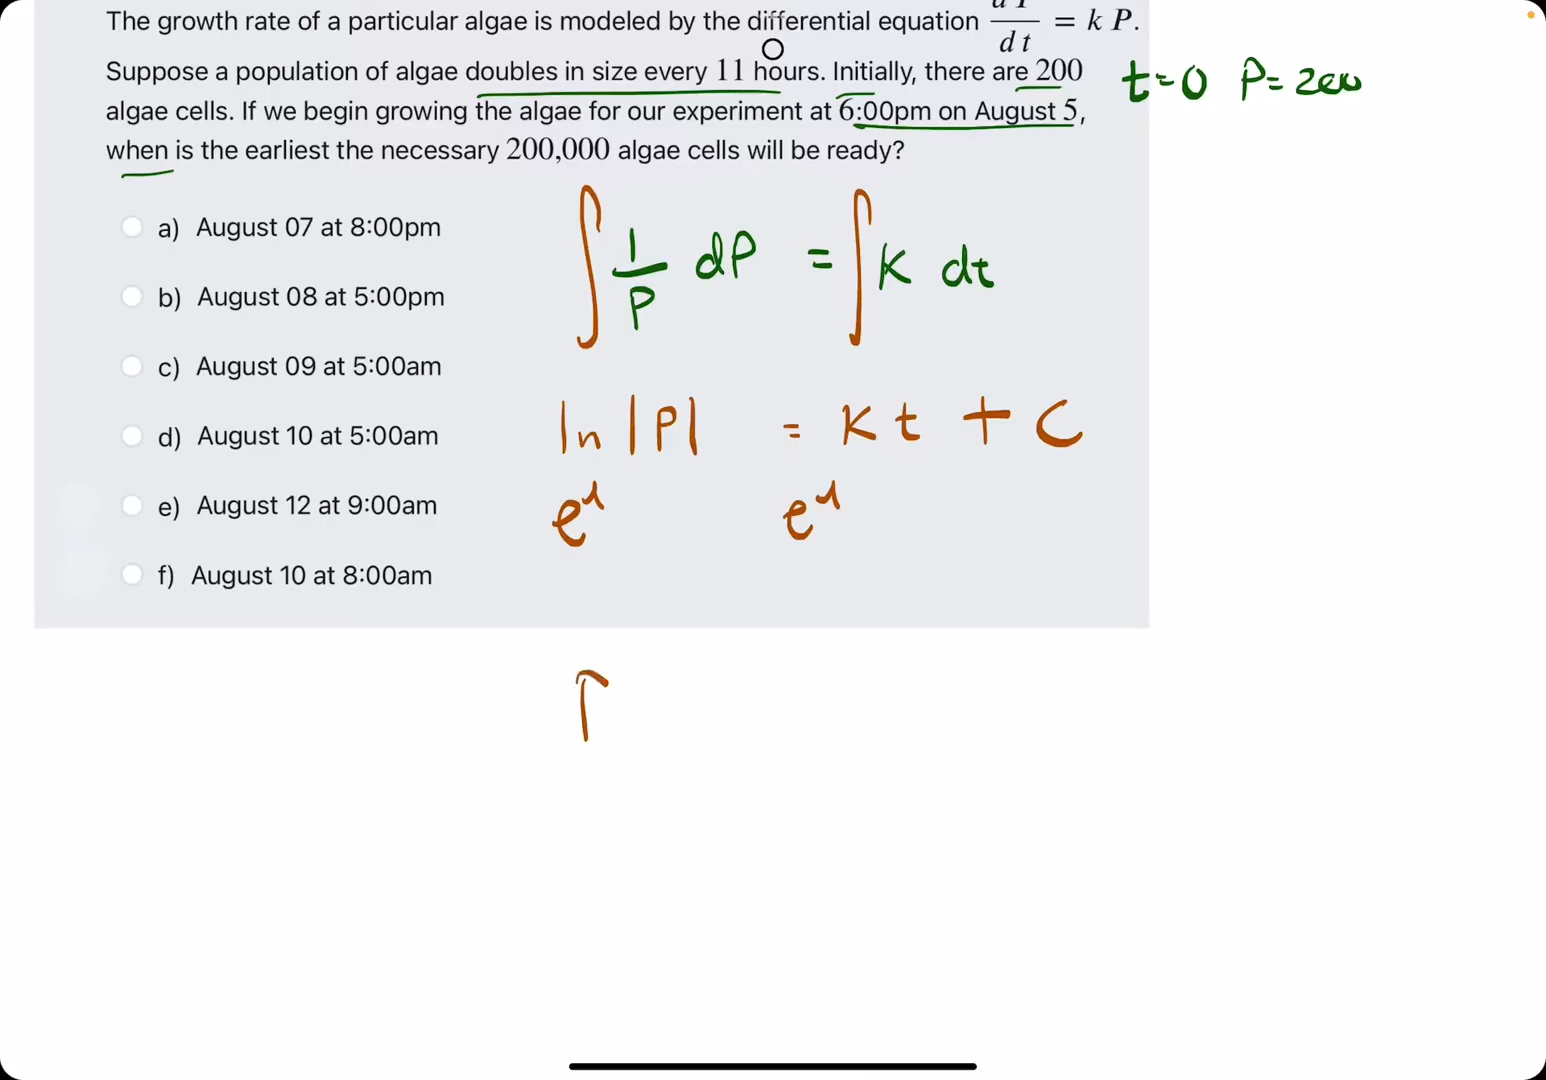 The growth rate of a particular algae is modeled by the differential equation dP/dt = k P.
Suppose a population of algae doubles in size every 11 hours. Initially, there are 200
t=0 P=200
algae cells. If we begin growing the algae for our experiment at 6:00pm on August 5,
when is the earliest the necessary 200,000 algae cells will be ready?
a) August 07 at 8:00pm
b) August 08 at 5:00pm
c) August 09 at 5:00am
d) August 10 at 5:00am
e) August 12 at 9:00am
f) August 10 at 8:00am
∫ 1/P dP = ∫ K dt
ln |P| = Kt + C
e e